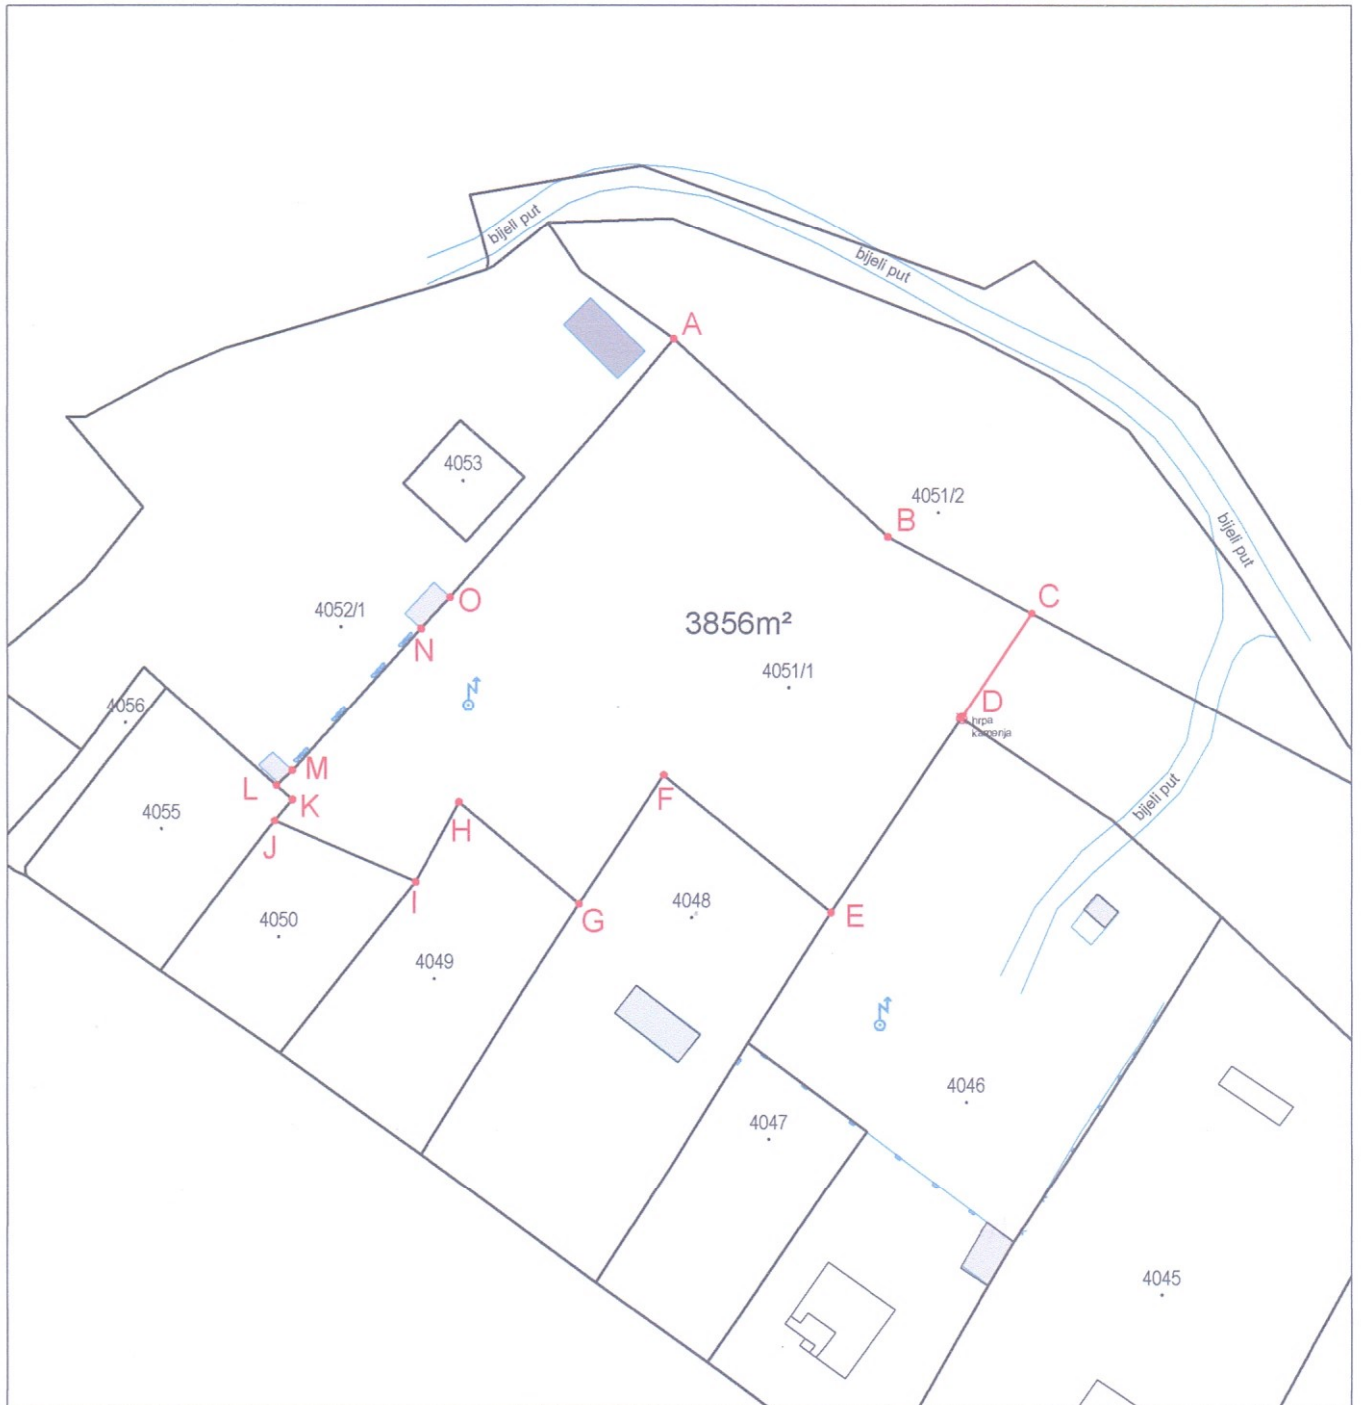 bijeli put
bijeli put
A
4053
4051/2
B
bijeli put
C
4052/1
O
3856m²
N
4051/1
4056
D
hrpa
kamenja
M
L
K
bijeli put
F
4055
J
H
I
4048
E
4050
G
4049
4046
4047
4045